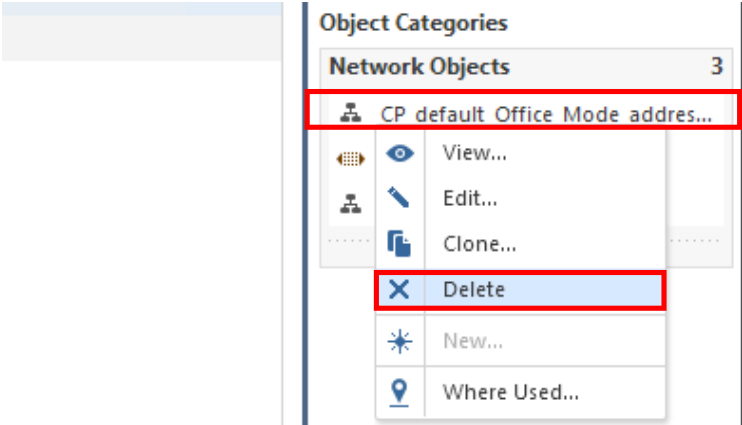 Object Categories
Network Objects 3
CP_default_Office_Mode_addres...
View...
Edit...
Clone...
Delete
New...
Where Used...